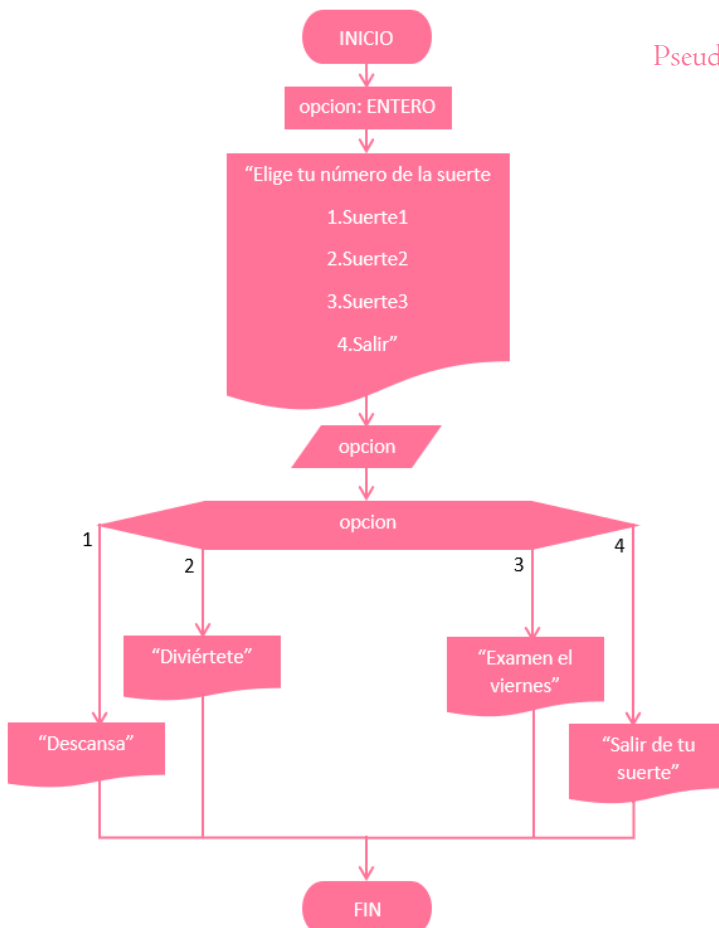 INICIO
Pseud
opcion: ENTERO
“Elige tu número de la suerte
1.Suerte1
2.Suerte2
3.Suerte3
4.Salir”
opcion
opcion
1
2
3
4
“Diviértete”
“Examen el
viernes”
“Descansa”
“Salir de tu
suerte”
FIN